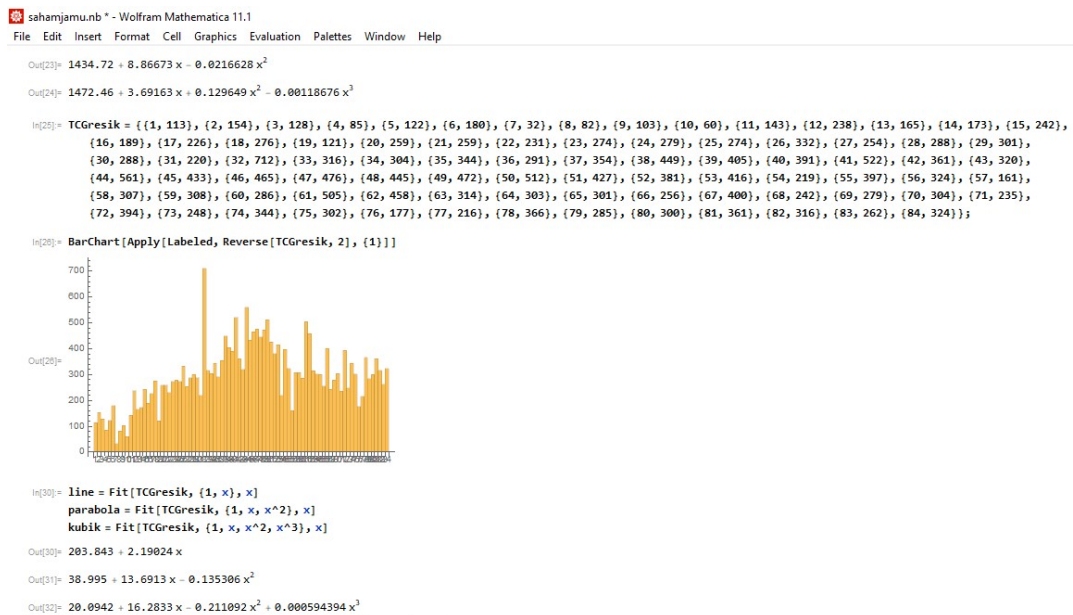 sahamjamu.nb * - Wolfram Mathematica 11.1
File Edit Insert Format Cell Graphics Evaluation Palettes Window Help
Out[23]= 1434.72 + 8.86673 x - 0.0216628 x²
Out[24]= 1472.46 + 3.69163 x + 0.129649 x² - 0.00118676 x³
In[25]:= TCGresik = {{1, 113}, {2, 154}, {3, 128}, {4, 85}, {5, 122}, {6, 180}, {7, 32}, {8, 82}, {9, 103}, {10, 60}, {11, 143}, {12, 238}, {13, 165}, {14, 173}, {15, 242},
{16, 189}, {17, 226}, {18, 276}, {19, 121}, {20, 259}, {21, 259}, {22, 231}, {23, 274}, {24, 279}, {25, 274}, {26, 332}, {27, 254}, {28, 288}, {29, 301},
{30, 288}, {31, 220}, {32, 712}, {33, 316}, {34, 304}, {35, 344}, {36, 291}, {37, 354}, {38, 449}, {39, 405}, {40, 391}, {41, 522}, {42, 361}, {43, 320},
{44, 561}, {45, 433}, {46, 465}, {47, 476}, {48, 445}, {49, 472}, {50, 512}, {51, 427}, {52, 381}, {53, 416}, {54, 219}, {55, 397}, {56, 324}, {57, 161},
{58, 307}, {59, 308}, {60, 286}, {61, 505}, {62, 458}, {63, 314}, {64, 303}, {65, 301}, {66, 256}, {67, 400}, {68, 242}, {69, 279}, {70, 304}, {71, 235},
{72, 394}, {73, 248}, {74, 344}, {75, 302}, {76, 177}, {77, 216}, {78, 366}, {79, 285}, {80, 300}, {81, 361}, {82, 316}, {83, 262}, {84, 324}};
In[26]:= BarChart[Apply[Labeled, Reverse[TCGresik, 2], {1}]]
700
600
500
400
Out[26]=
300
200
100
0
In[30]:= line = Fit[TCGresik, {1, x}, x]
parabola = Fit[TCGresik, {1, x, x^2}, x]
kubik = Fit[TCGresik, {1, x, x^2, x^3}, x]
Out[30]= 203.843 + 2.19024 x
Out[31]= 38.995 + 13.6913 x - 0.135306 x²
Out[32]= 20.0942 + 16.2833 x - 0.211092 x² + 0.000594394 x³